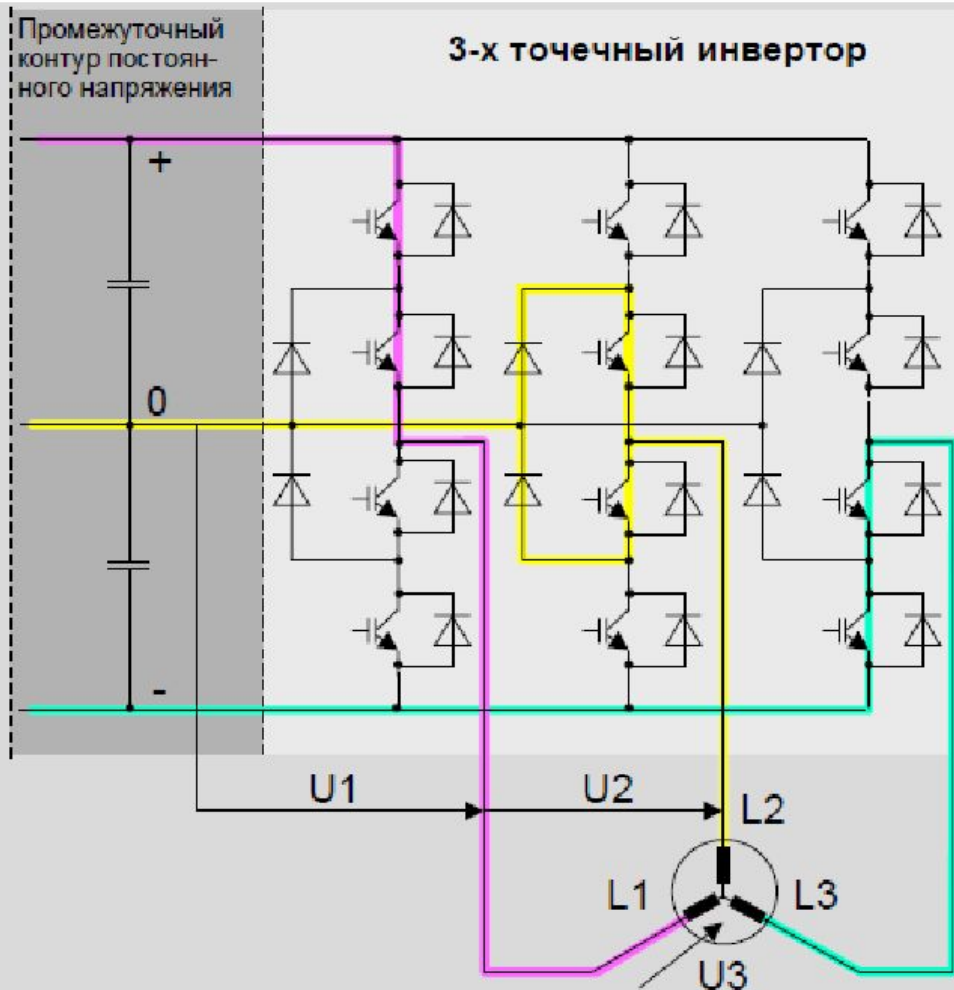 Промежуточный
контур постоян-
ного напряжения
3-х точечный инвертор
+
0
-
U1
U2
L2
L1
L3
U3